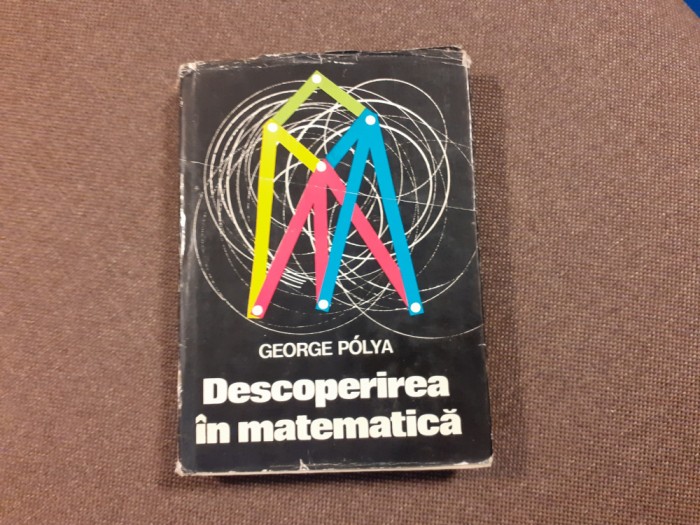 GEORGE PÓLYA
Descoperirea
în matematică